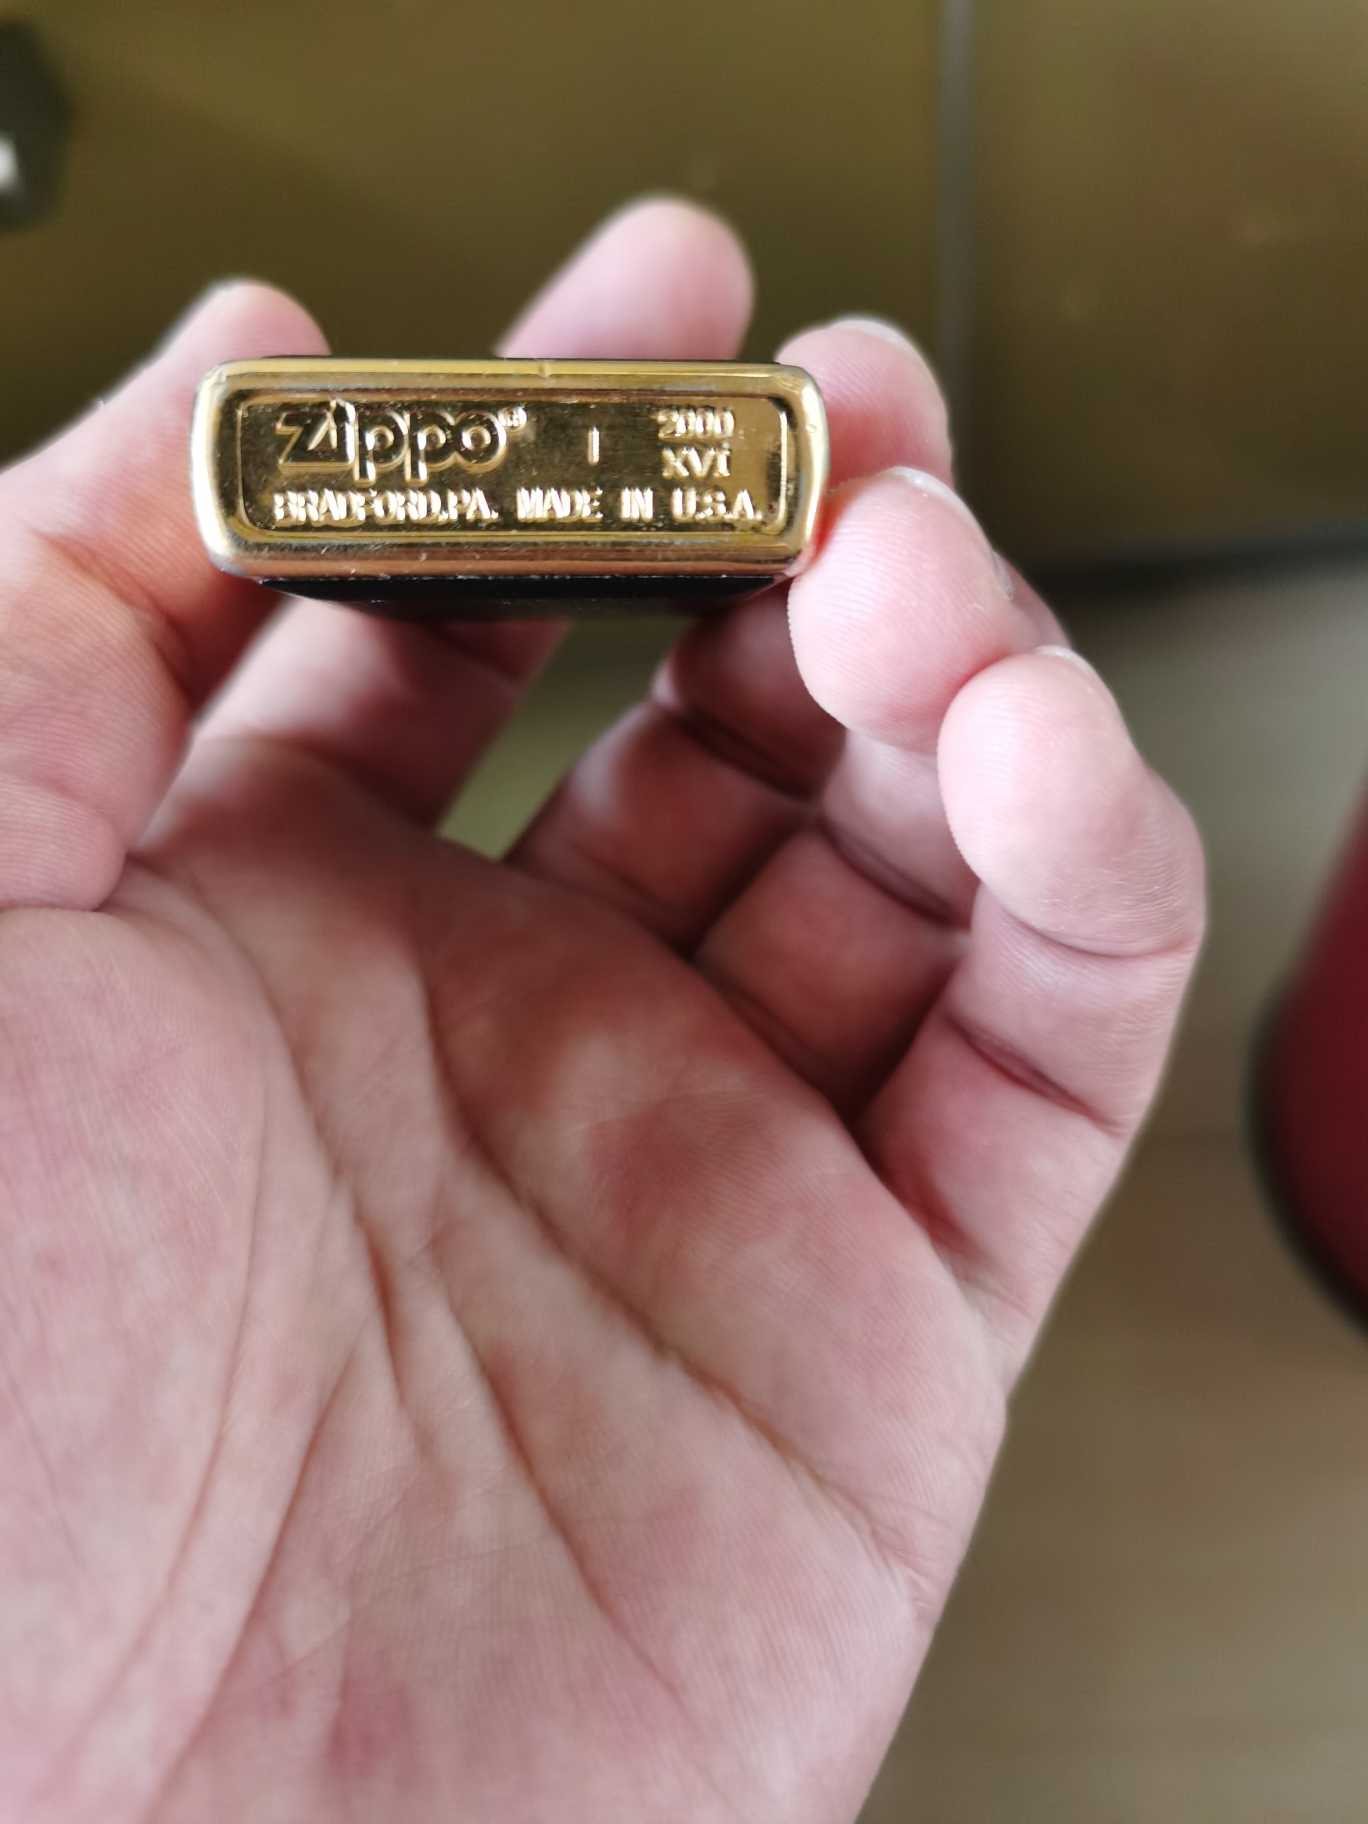 Zippo® I 2000
XVI
BRADFORD,PA. MADE IN U.S.A.